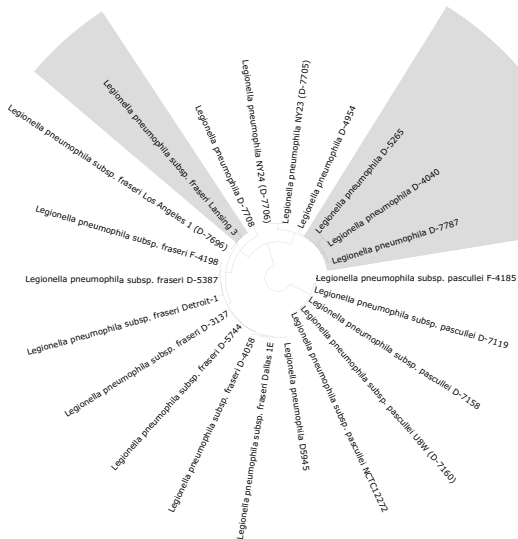 Legionella pneumophila subsp. fraseri Lansing 3
Legionella pneumophila D-7708
Legionella pneumophila NY24 (D-7706)
Legionella pneumophila NY23 (D-7705)
Legionella pneumophila D-4954
Legionella pneumophila D-5265
Legionella pneumophila D-4040
Legionella pneumophila D-7787
Legionella pneumophila subsp. pascullei F-4185
Legionella pneumophila subsp. pascullei D-7119
Legionella pneumophila subsp. pascullei D-7158
Legionella pneumophila subsp. pascullei U8W (D-7160)
Legionella pneumophila subsp. pascullei NCTC12272
Legionella pneumophila D5945
Legionella pneumophila subsp. fraseri Dallas 1E
Legionella pneumophila subsp. fraseri D-4058
Legionella pneumophila subsp. fraseri D-5744
Legionella pneumophila subsp. fraseri D-3137
Legionella pneumophila subsp. fraseri Detroit-1
Legionella pneumophila subsp. fraseri D-5387
Legionella pneumophila subsp. fraseri F-4198
Legionella pneumophila subsp. fraseri Los Angeles 1 (D-7696)